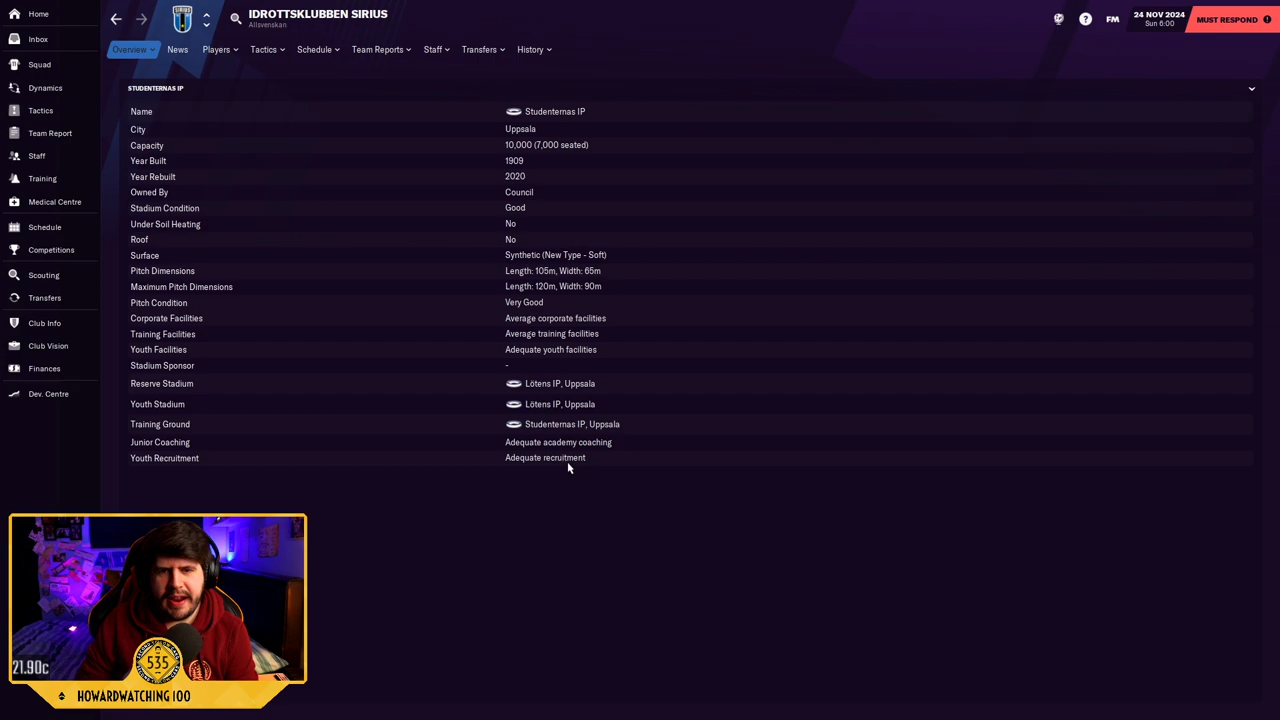 Home
Inbox
Squad
Dynamics
Tactics
Team Report
Staff
Training
Medical Centre
Schedule
Competitions
Scouting
Transfers
Club Info
Club Vision
Finances
Dev. Centre
SIRIUS
IDROTTSKLUBBEN SIRIUS
Allsvenskan
FM
24 NOV 2024
Sun 6:00
MUST RESPOND
Overview News Players Tactics Schedule Team Reports Staff Transfers History
STUDENTERNAS IP
Name Studenternas IP
City Uppsala
Capacity 10,000 (7,000 seated)
Year Built 1909
Year Rebuilt 2020
Owned By Council
Stadium Condition Good
Under Soil Heating No
Roof No
Surface Synthetic (New Type - Soft)
Pitch Dimensions Length: 105m, Width: 65m
Maximum Pitch Dimensions Length: 120m, Width: 90m
Pitch Condition Very Good
Corporate Facilities Average corporate facilities
Training Facilities Average training facilities
Youth Facilities Adequate youth facilities
Stadium Sponsor -
Reserve Stadium Lötens IP, Uppsala
Youth Stadium Lötens IP, Uppsala
Training Ground Studenternas IP, Uppsala
Junior Coaching Adequate academy coaching
Youth Recruitment Adequate recruitment
21.90c
535
HOWARDWATCHING 100